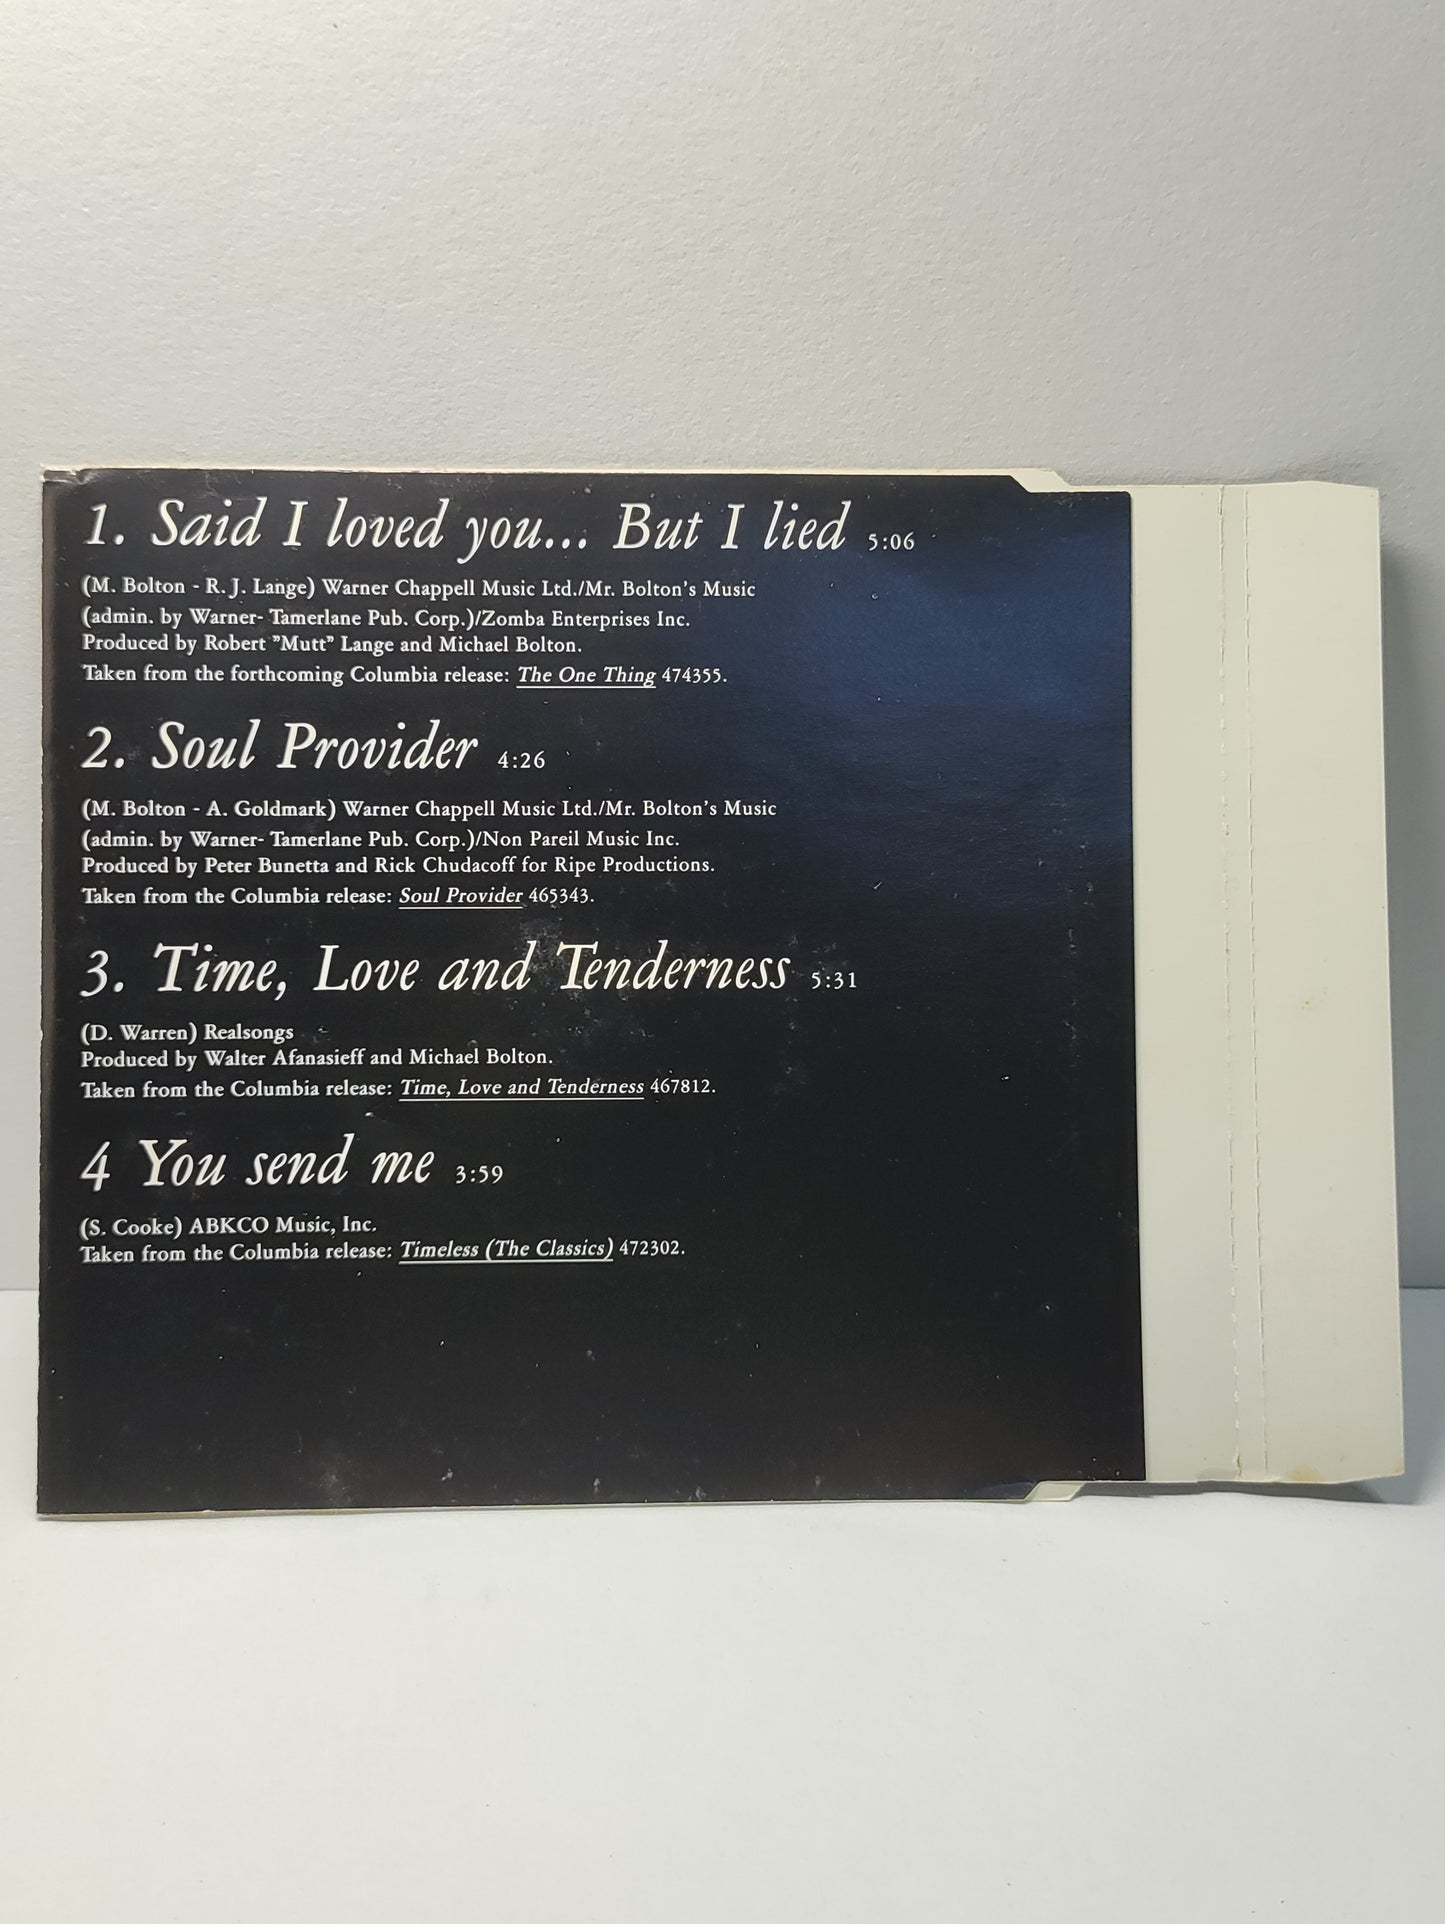 1. Said I loved you... But I lied 5:06
(M. Bolton - R. J. Lange) Warner Chappell Music Ltd./Mr. Bolton's Music
(admin. by Warner- Tamerlane Pub. Corp.)/Zomba Enterprises Inc.
Produced by Robert ”Mutt” Lange and Michael Bolton.
Taken from the forthcoming Columbia release: The One Thing 474355.
2. Soul Provider 4:26
(M. Bolton - A. Goldmark) Warner Chappell Music Ltd./Mr. Bolton's Music
(admin. by Warner- Tamerlane Pub. Corp.)/Non Pareil Music Inc.
Produced by Peter Bunetta and Rick Chudacoff for Ripe Productions.
Taken from the Columbia release: Soul Provider 465343.
3. Time, Love and Tenderness 5:31
(D. Warren) Realsongs
Produced by Walter Afanasieff and Michael Bolton.
Taken from the Columbia release: Time, Love and Tenderness 467812.
4 You send me 3:59
(S. Cooke) ABKCO Music, Inc.
Taken from the Columbia release: Timeless (The Classics) 472302.